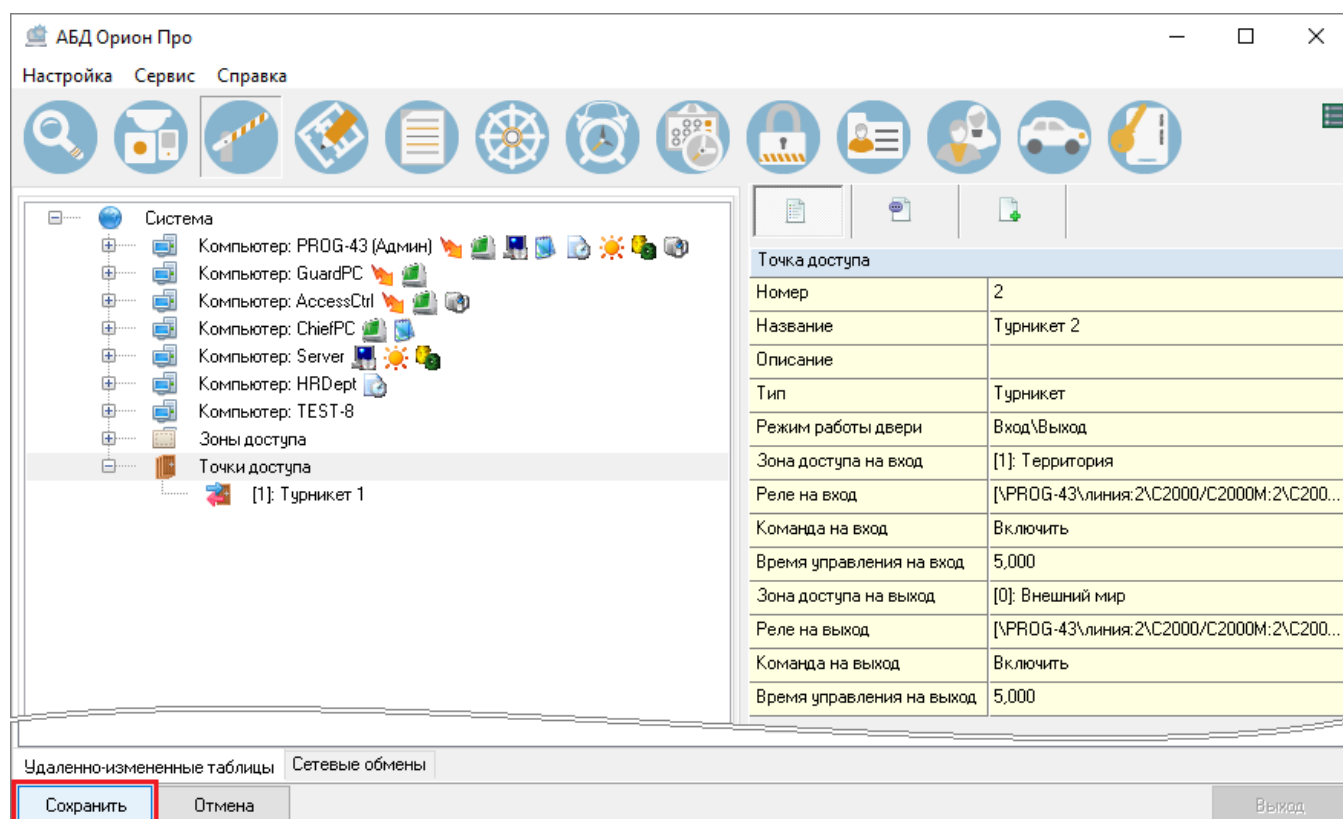 АБД Орион Про
Настройка Сервис Справка
Система
Компьютер: PROG-43 (Админ)
Компьютер: GuardPC
Компьютер: AccessCtrl
Компьютер: ChiefPC
Компьютер: Server
Компьютер: HRDept
Компьютер: TEST-8
Зоны доступа
Точки доступа
[1]: Турникет 1
Точка доступа
Номер 2
Название Турникет 2
Описание
Тип Турникет
Режим работы двери Вход\Выход
Зона доступа на вход [1]: Территория
Реле на вход [\PROG-43\линия:2\С2000/С2000М:2\С200...
Команда на вход Включить
Время управления на вход 5,000
Зона доступа на выход [0]: Внешний мир
Реле на выход [\PROG-43\линия:2\С2000/С2000М:2\С200...
Команда на выход Включить
Время управления на выход 5,000
Удаленно-измененные таблицы Сетевые обмены
Сохранить Отмена Выход